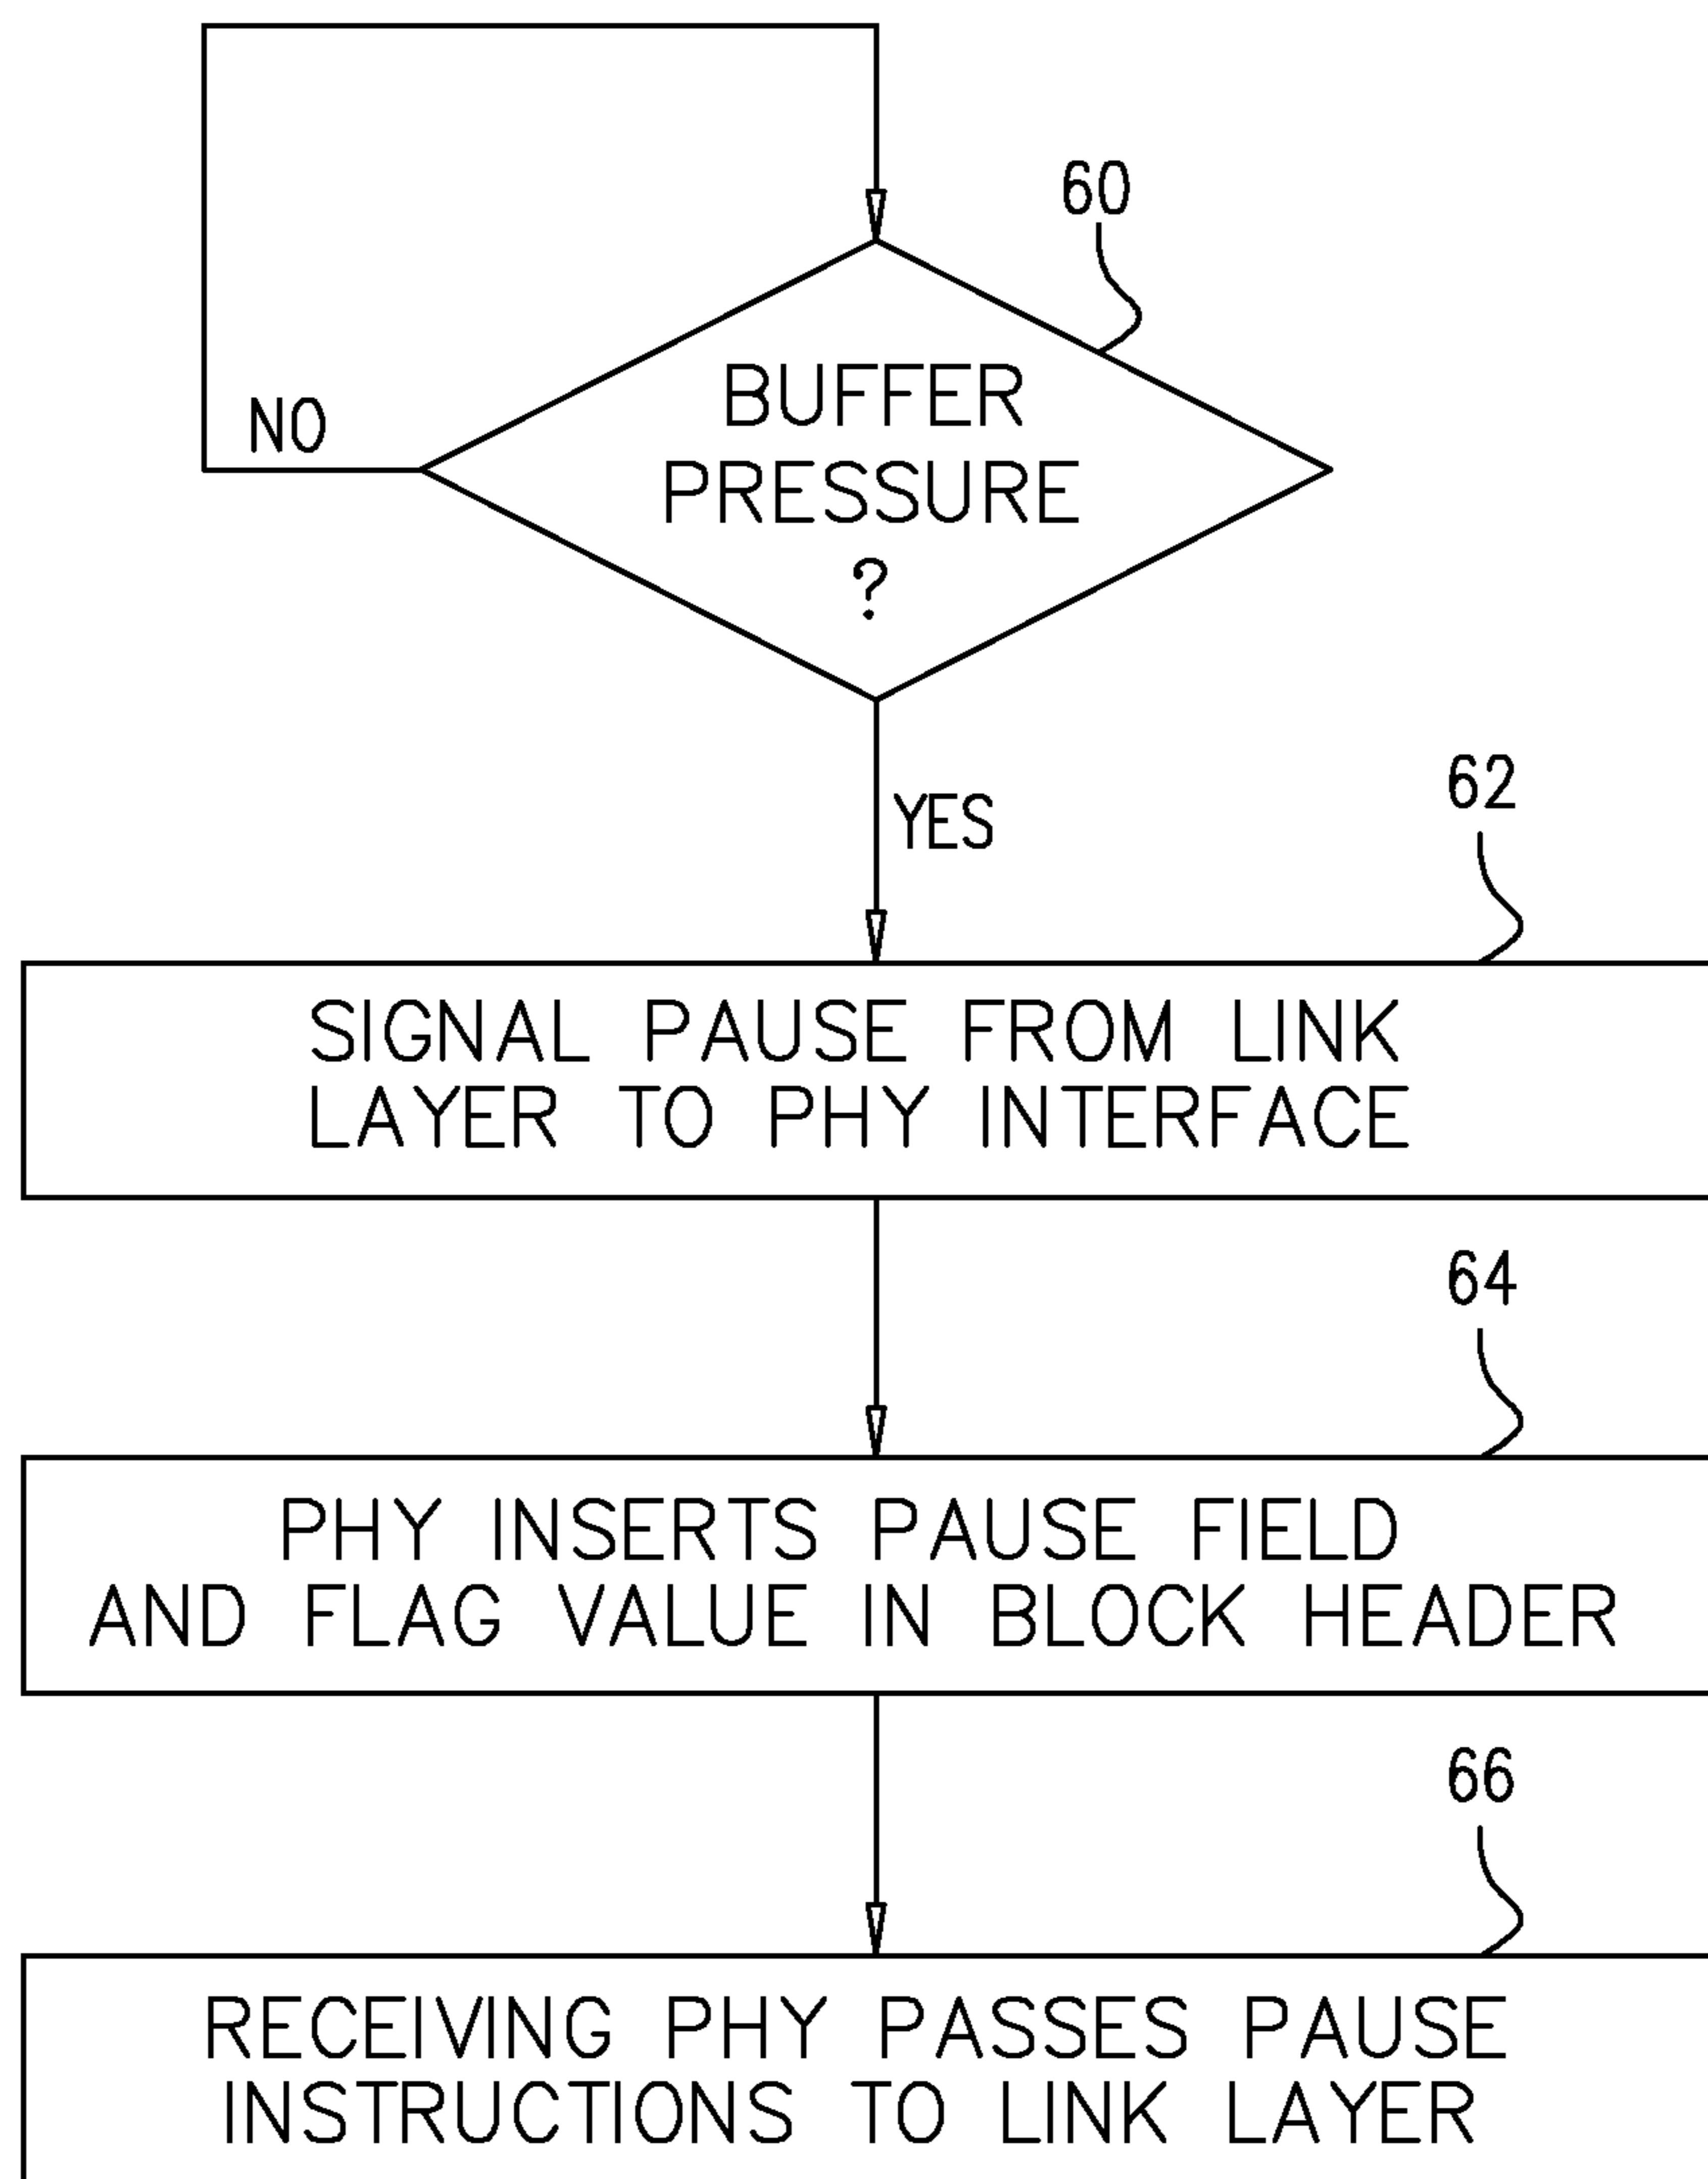 60
BUFFER
PRESSURE
?
NO
YES
62
SIGNAL PAUSE FROM LINK
LAYER TO PHY INTERFACE
64
PHY INSERTS PAUSE FIELD
AND FLAG VALUE IN BLOCK HEADER
66
RECEIVING PHY PASSES PAUSE
INSTRUCTIONS TO LINK LAYER